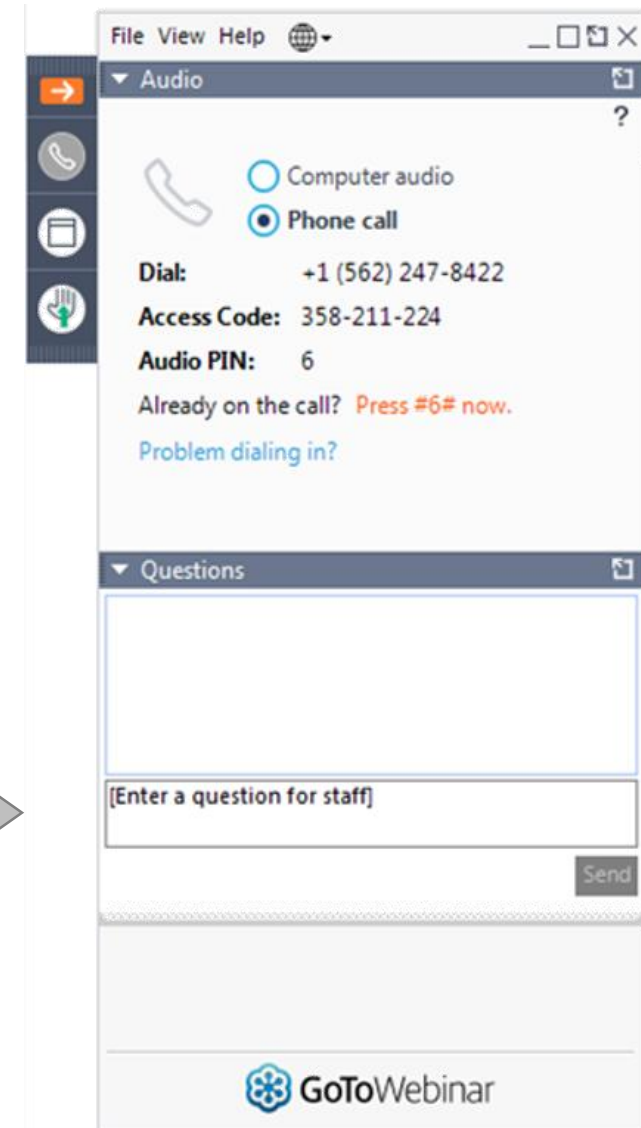 File View Help
Audio
?
Computer audio
Phone call
Dial: +1 (562) 247-8422
Access Code: 358-211-224
Audio PIN: 6
Already on the call? Press #6# now.
Problem dialing in?
Questions
[Enter a question for staff]
Send
GoToWebinar